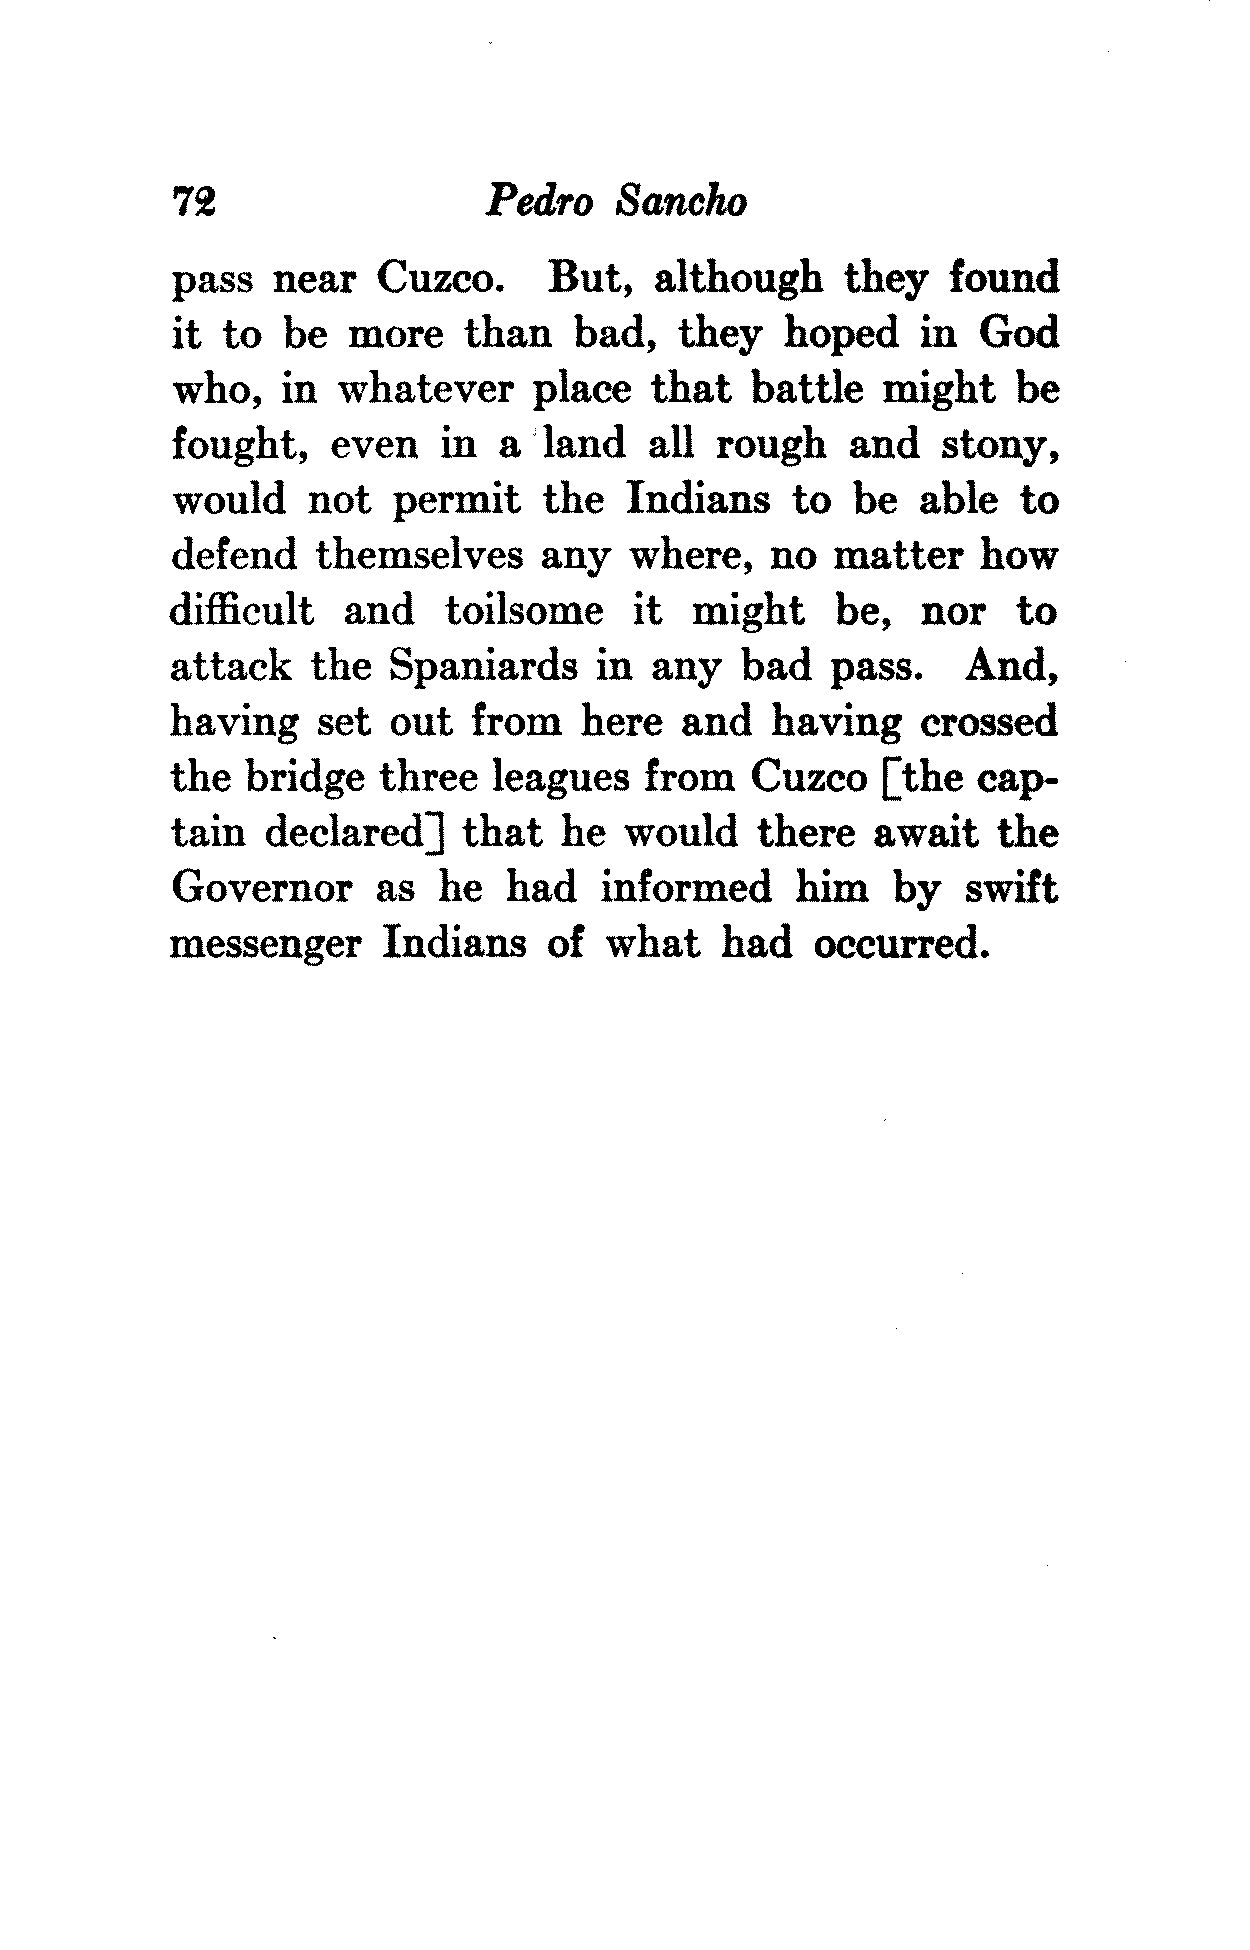 72 Pedro Sancho
pass near Cuzco. But, although they found
it to be more than bad, they hoped in God
who, in whatever place that battle might be
fought, even in a land all rough and stony,
would not permit the Indians to be able to
defend themselves any where, no matter how
difficult and toilsome it might be, nor to
attack the Spaniards in any bad pass. And,
having set out from here and having crossed
the bridge three leagues from Cuzco [the cap-
tain declared] that he would there await the
Governor as he had informed him by swift
messenger Indians of what had occurred.